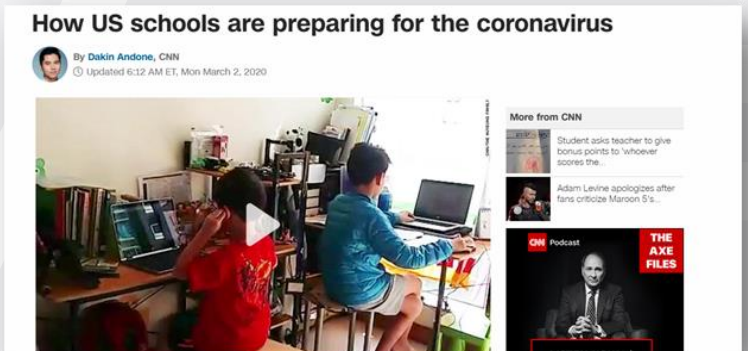 How US schools are preparing for the coronavirus
By Dakin Andone, CNN
Updated 6:12 AM ET, Mon March 2, 2020
More from CNN
Student asks teacher to give
bonus points to 'whoever
scores the...
Adam Levine apologizes after
fans criticize Maroon 5's...
CNN Podcast
THE
AXE
FILES